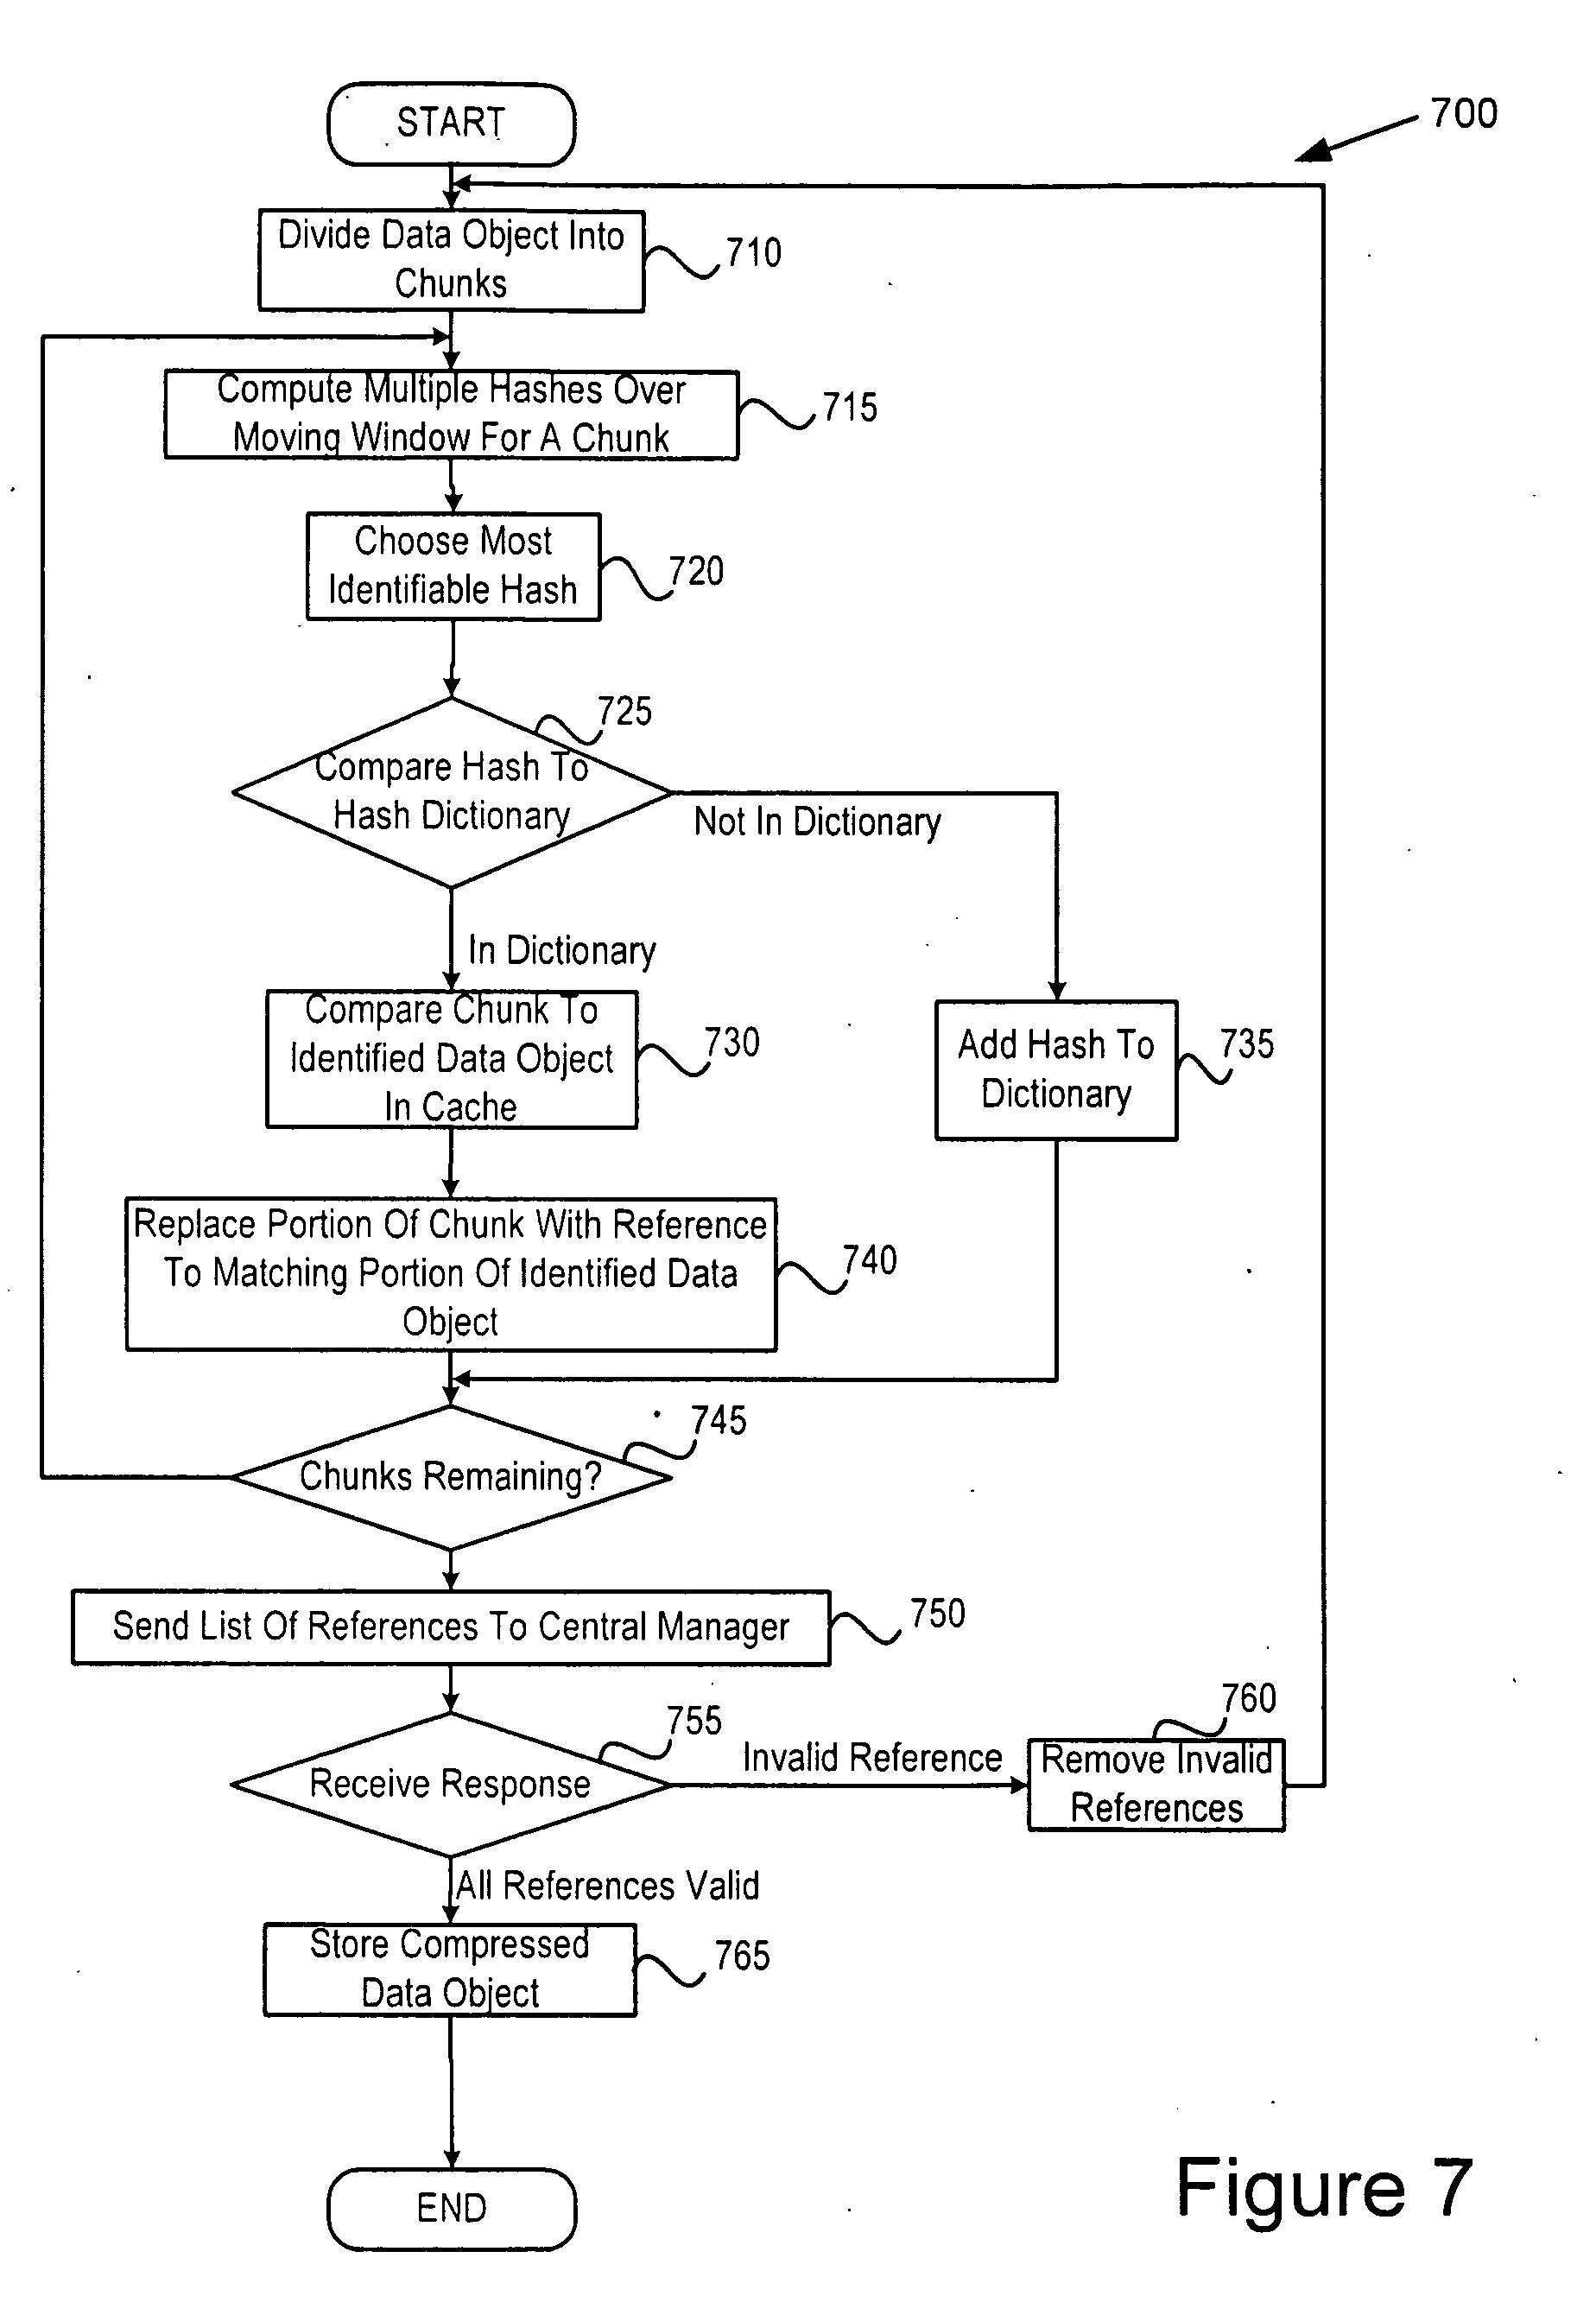 START
700
Divide Data Object Into
Chunks
710
Compute Multiple Hashes Over
Moving Window For A Chunk
715
Choose Most
Identifiable Hash
720
725
Compare Hash To
Hash Dictionary
Not In Dictionary
In Dictionary
Compare Chunk To
Identified Data Object
In Cache
730
Add Hash To
Dictionary
735
Replace Portion Of Chunk With Reference
To Matching Portion Of Identified Data
Object
740
745
Chunks Remaining?
Send List Of References To Central Manager
750
755
Receive Response
Invalid Reference
760
Remove Invalid
References
All References Valid
Store Compressed
Data Object
765
END
Figure 7